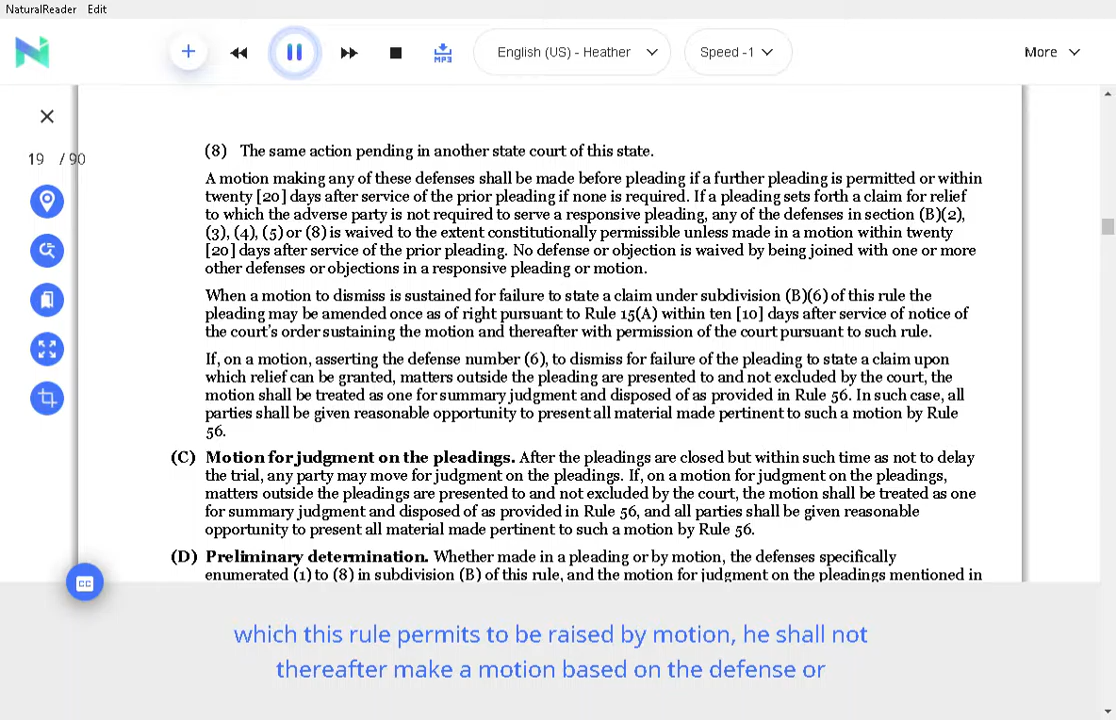 NaturalReader Edit
MP3
English (US) - Heather
Speed -1
More
19 / 90
(8) The same action pending in another state court of this state.
A motion making any of these defenses shall be made before pleading if a further pleading is permitted or within
twenty [20] days after service of the prior pleading if none is required. If a pleading sets forth a claim for relief
to which the adverse party is not required to serve a responsive pleading, any of the defenses in section (B)(2),
(3), (4), (5) or (8) is waived to the extent constitutionally permissible unless made in a motion within twenty
[20] days after service of the prior pleading. No defense or objection is waived by being joined with one or more
other defenses or objections in a responsive pleading or motion.
When a motion to dismiss is sustained for failure to state a claim under subdivision (B)(6) of this rule the
pleading may be amended once as of right pursuant to Rule 15(A) within ten [10] days after service of notice of
the court's order sustaining the motion and thereafter with permission of the court pursuant to such rule.
If, on a motion, asserting the defense number (6), to dismiss for failure of the pleading to state a claim upon
which relief can be granted, matters outside the pleading are presented to and not excluded by the court, the
motion shall be treated as one for summary judgment and disposed of as provided in Rule 56. In such case, all
parties shall be given reasonable opportunity to present all material made pertinent to such a motion by Rule
56.
(C) Motion for judgment on the pleadings. After the pleadings are closed but within such time as not to delay
the trial, any party may move for judgment on the pleadings. If, on a motion for judgment on the pleadings,
matters outside the pleadings are presented to and not excluded by the court, the motion shall be treated as one
for summary judgment and disposed of as provided in Rule 56, and all parties shall be given reasonable
opportunity to present all material made pertinent to such a motion by Rule 56.
(D) Preliminary determination. Whether made in a pleading or by motion, the defenses specifically
enumerated (1) to (8) in subdivision (B) of this rule, and the motion for judgment on the pleadings mentioned in
CC
which this rule permits to be raised by motion, he shall not
thereafter make a motion based on the defense or